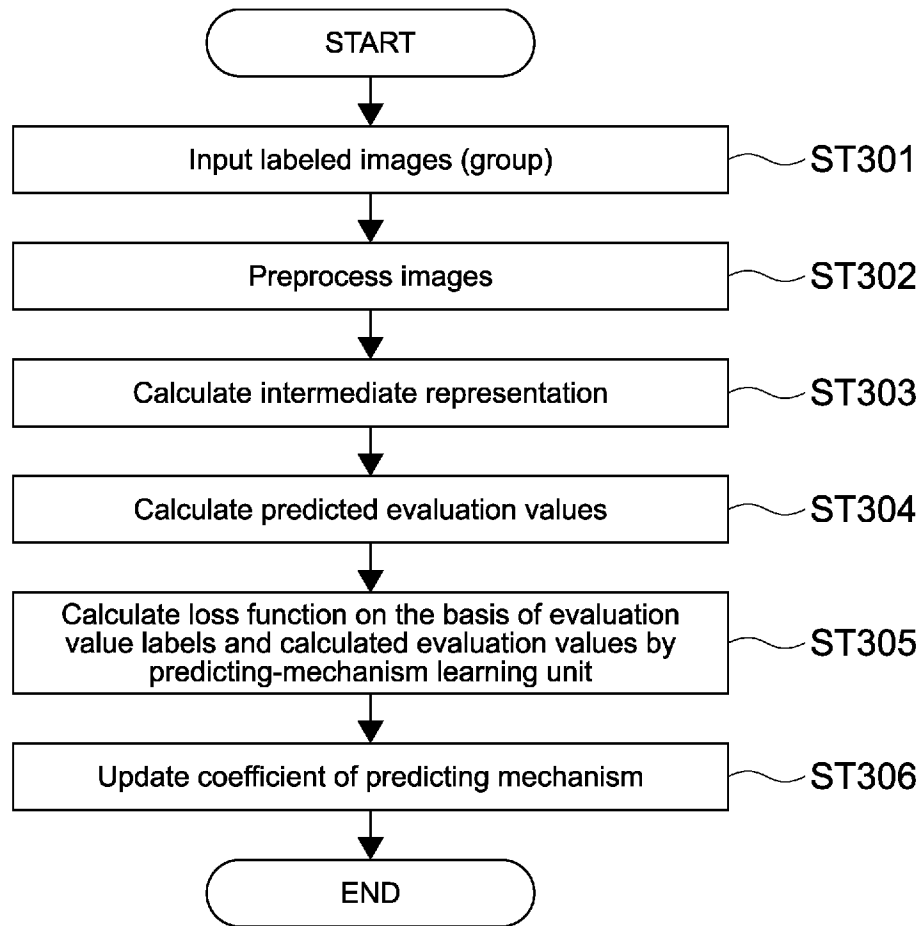 START
Input labeled images (group)
ST301
Preprocess images
ST302
Calculate intermediate representation
ST303
Calculate predicted evaluation values
ST304
Calculate loss function on the basis of evaluation
value labels and calculated evaluation values by
predicting-mechanism learning unit
ST305
Update coefficient of predicting mechanism
ST306
END